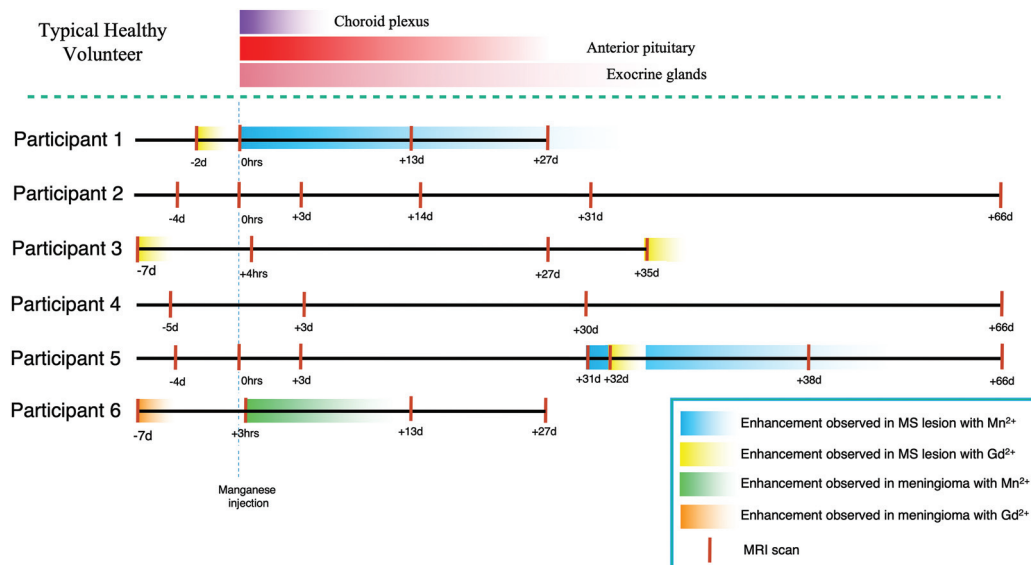 Typical Healthy
Volunteer
Choroid plexus
Anterior pituitary
Exocrine glands
Participant 1
-2d
0hrs
+13d
+27d
Participant 2
-4d
0hrs
+3d
+14d
+31d
+66d
Participant 3
-7d
+4hrs
+27d
+35d
Participant 4
-5d
+3d
+30d
+66d
Participant 5
-4d
0hrs
+3d
+31d
+32d
+38d
+66d
Participant 6
-7d
+3hrs
+13d
+27d
Manganese
injection
Enhancement observed in MS lesion with Mn²⁺
Enhancement observed in MS lesion with Gd²⁺
Enhancement observed in meningioma with Mn²⁺
Enhancement observed in meningioma with Gd²⁺
MRI scan